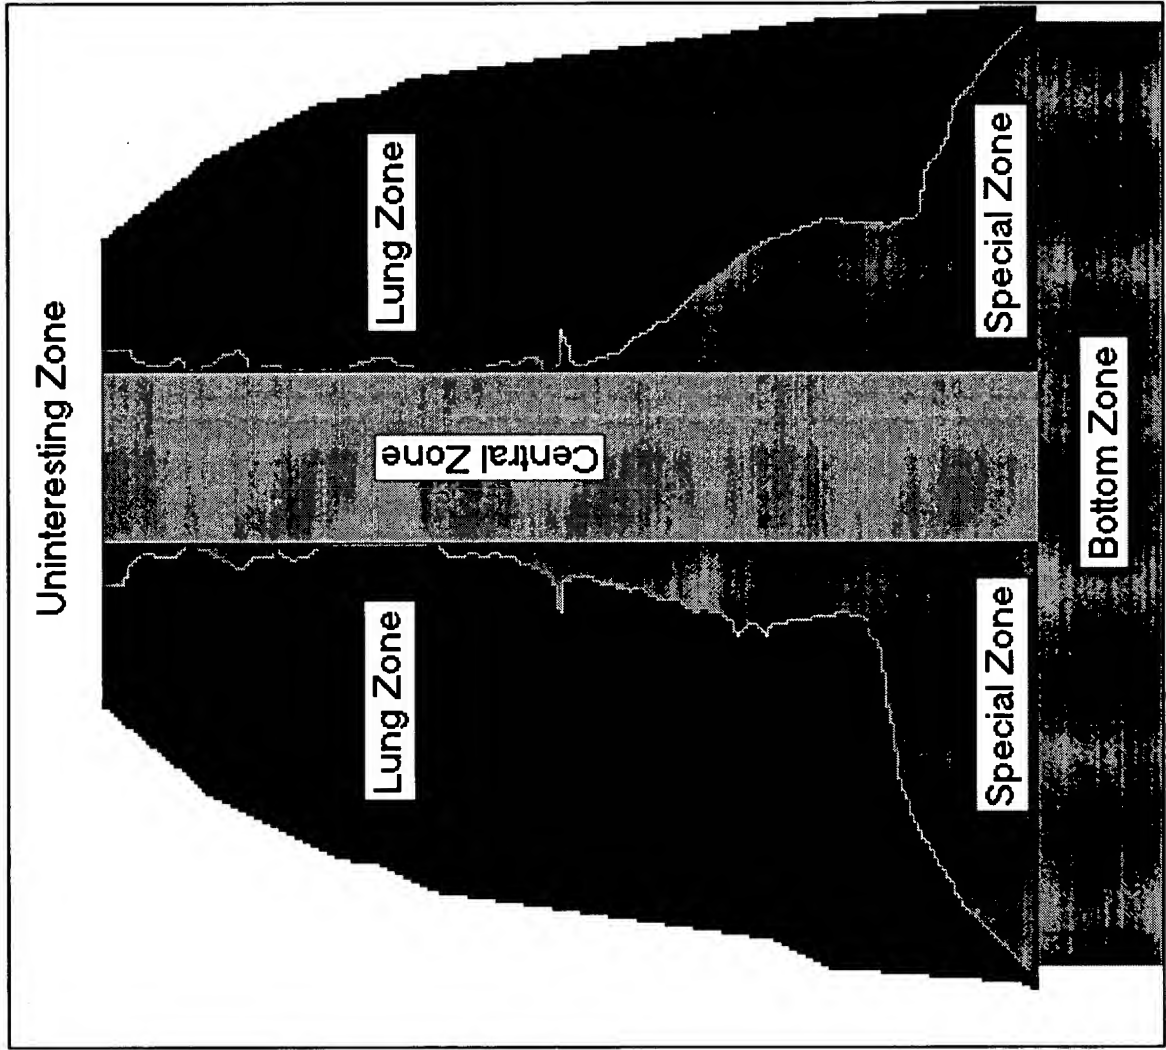 Uninteresting Zone
Lung Zone
Lung Zone
Central Zone
Special Zone
Special Zone
Bottom Zone